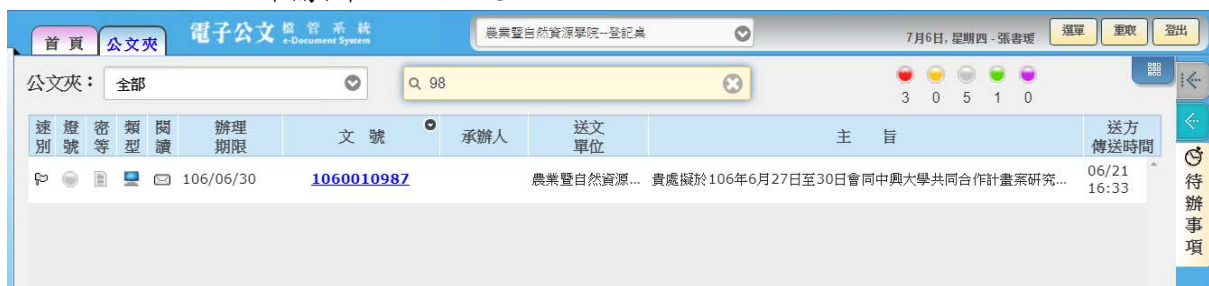 首頁 公文夾 電子公文 檔管系統 e-Document System 農業暨自然資源學院--登記桌 7月6日, 星期四 - 張書瑗 選單 重取 登出
公文夾： 全部 98
3 0 5 1 0
速別 燈號 密等 類型 閱讀 辦理期限 文號 承辦人 送文單位 主旨 送方傳送時間
106/06/30 1060010987 農業暨自然資源... 貴處擬於106年6月27日至30日會同中興大學共同合作計畫案研究... 06/21 16:33
待辦事項